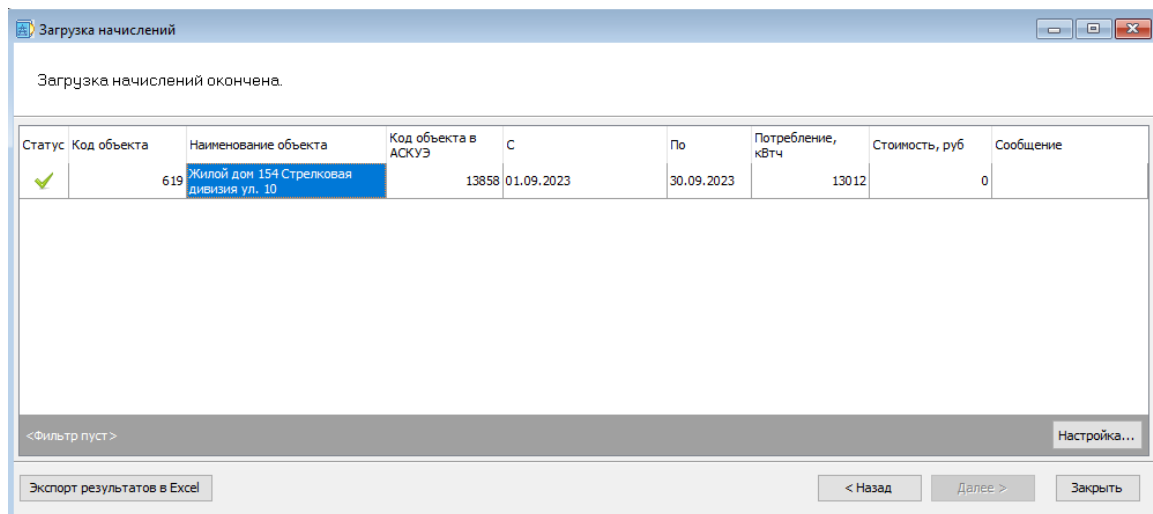 Загрузка начислений
Загрузка начислений окончена.
Статус Код объекта Наименование объекта Код объекта в АСКУЭ С По Потребление, кВтч Стоимость, руб Сообщение
619 Жилой дом 154 Стрелковая дивизия ул. 10 13858 01.09.2023 30.09.2023 13012 0
<Фильтр пуст> Настройка...
Экспорт результатов в Excel < Назад Далее > Закрыть